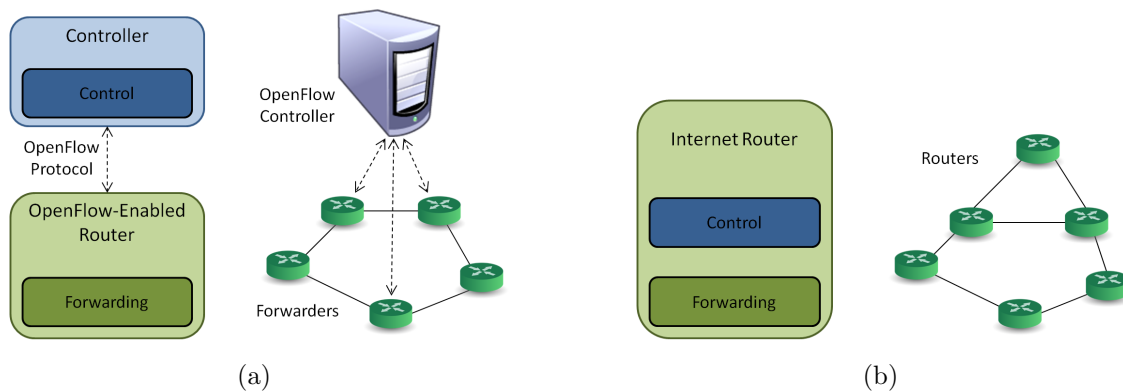 Controller
Control
OpenFlow
Protocol
OpenFlow-Enabled
Router
Forwarding
OpenFlow
Controller
Forwarders
(a)
Internet Router
Control
Forwarding
Routers
(b)